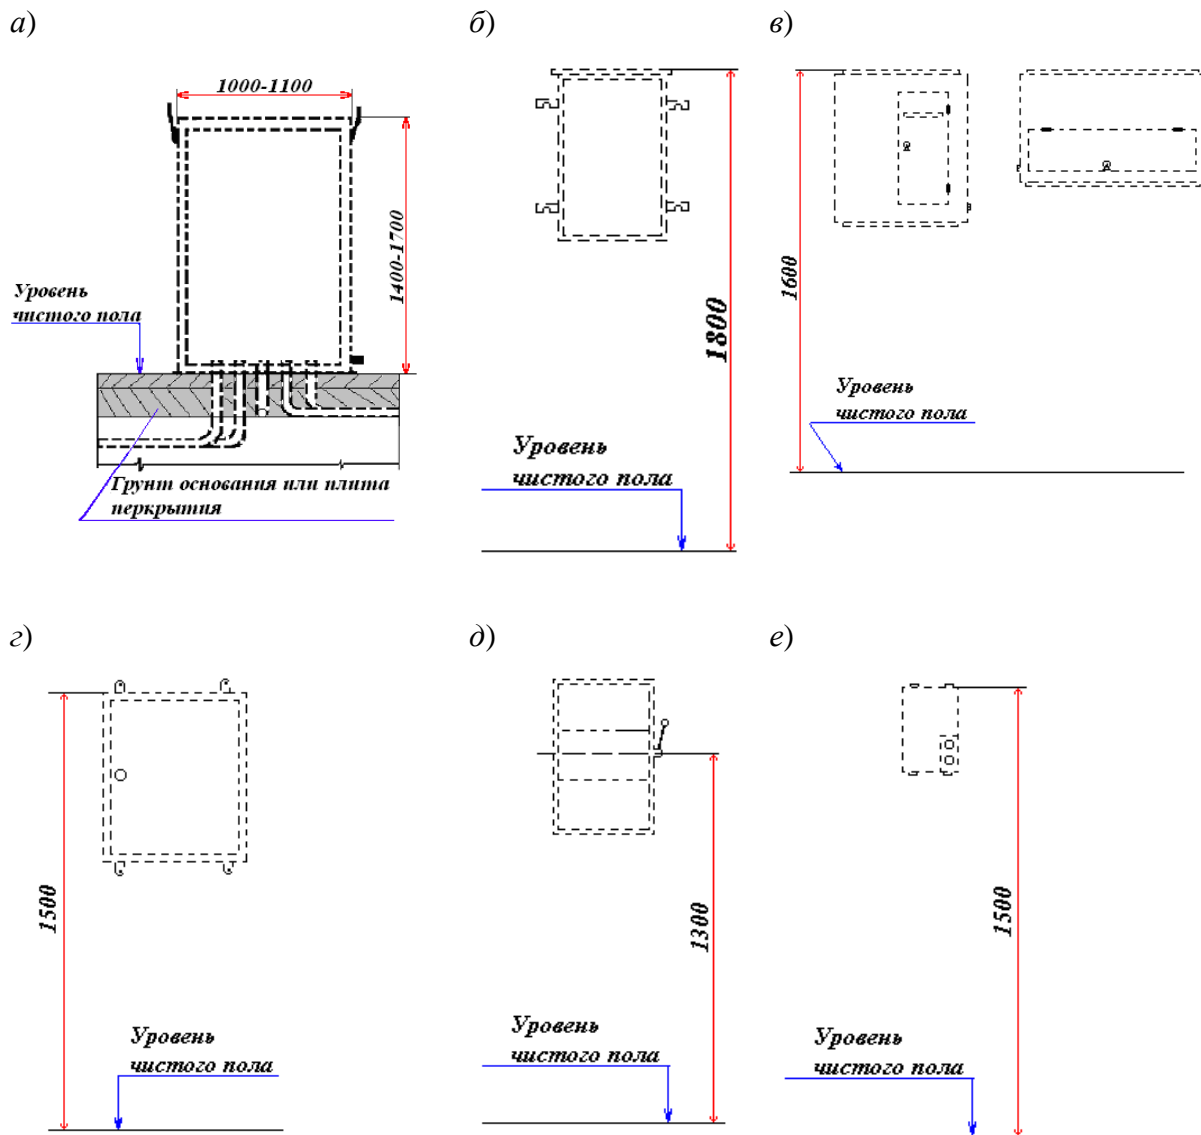 а)
1000-1100
1400-1700
Уровень
чистого пола
Грунт основания или плита
перкрытия
б)
1800
Уровень
чистого пола
в)
1600
Уровень
чистого пола
г)
1500
Уровень
чистого пола
д)
1300
Уровень
чистого пола
е)
1500
Уровень
чистого пола